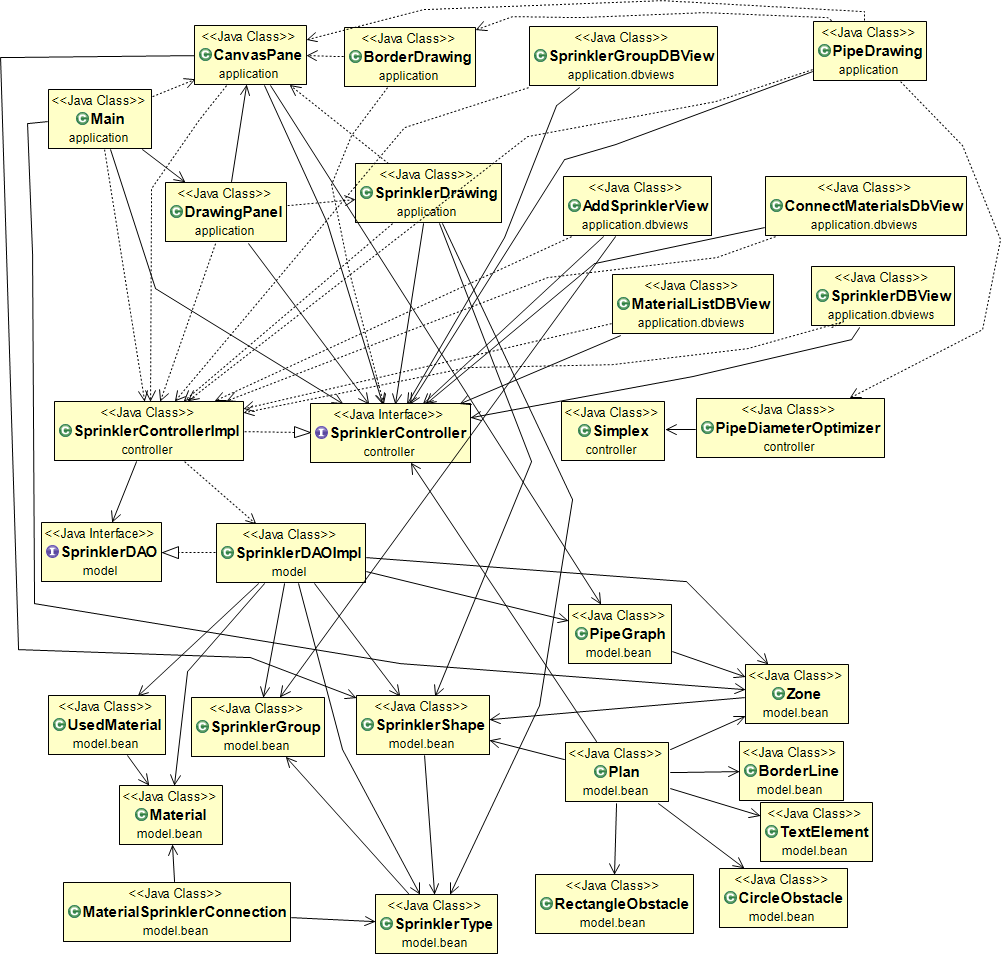 <<Java Class>>
CanvasPane
application
<<Java Class>>
BorderDrawing
application
<<Java Class>>
SprinklerGroupDBView
application.dbviews
<<Java Class>>
PipeDrawing
application
<<Java Class>>
Main
application
<<Java Class>>
DrawingPanel
application
<<Java Class>>
SprinklerDrawing
application
<<Java Class>>
AddSprinklerView
application.dbviews
<<Java Class>>
ConnectMaterialsDbView
application.dbviews
<<Java Class>>
MaterialListDBView
application.dbviews
<<Java Class>>
SprinklerDBView
application.dbviews
<<Java Class>>
SprinklerControllerImpl
controller
<<Java Interface>>
SprinklerController
controller
<<Java Class>>
Simplex
controller
<<Java Class>>
PipeDiameterOptimizer
controller
<<Java Interface>>
SprinklerDAO
model
<<Java Class>>
SprinklerDAOImpl
model
<<Java Class>>
PipeGraph
model.bean
<<Java Class>>
Zone
model.bean
<<Java Class>>
UsedMaterial
model.bean
<<Java Class>>
SprinklerGroup
model.bean
<<Java Class>>
SprinklerShape
model.bean
<<Java Class>>
Plan
model.bean
<<Java Class>>
BorderLine
model.bean
<<Java Class>>
Material
model.bean
<<Java Class>>
TextElement
model.bean
<<Java Class>>
MaterialSprinklerConnection
model.bean
<<Java Class>>
SprinklerType
model.bean
<<Java Class>>
RectangleObstacle
model.bean
<<Java Class>>
CircleObstacle
model.bean